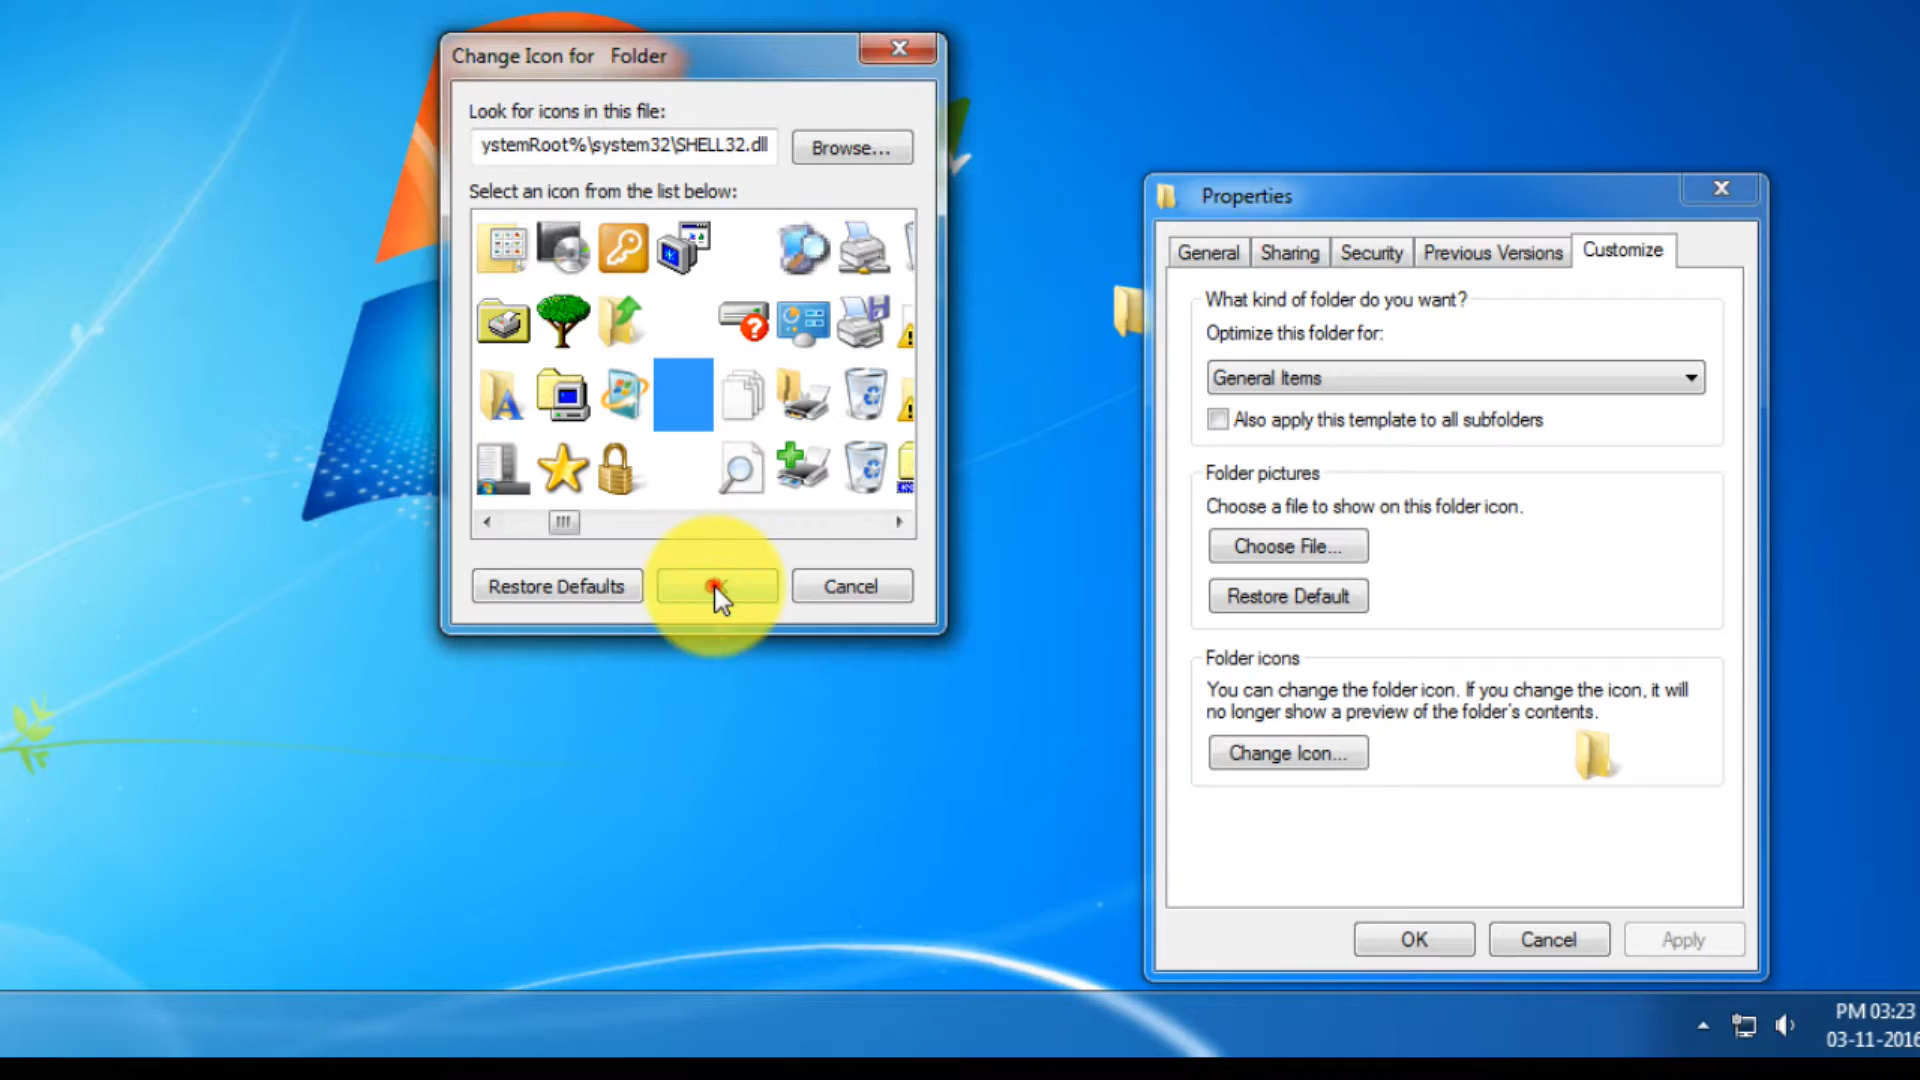 Change Icon for Folder
Look for icons in this file:
ystemRoot%\system32\SHELL32.dll
Browse...
Select an icon from the list below:
Restore Defaults
Cancel
Properties
General
Sharing
Security
Previous Versions
Customize
What kind of folder do you want?
Optimize this folder for:
General Items
Also apply this template to all subfolders
Folder pictures
Choose a file to show on this folder icon.
Choose File...
Restore Default
Folder icons
You can change the folder icon. If you change the icon, it will
no longer show a preview of the folder's contents.
Change Icon...
OK
Cancel
Apply
PM 03:23
03-11-2016